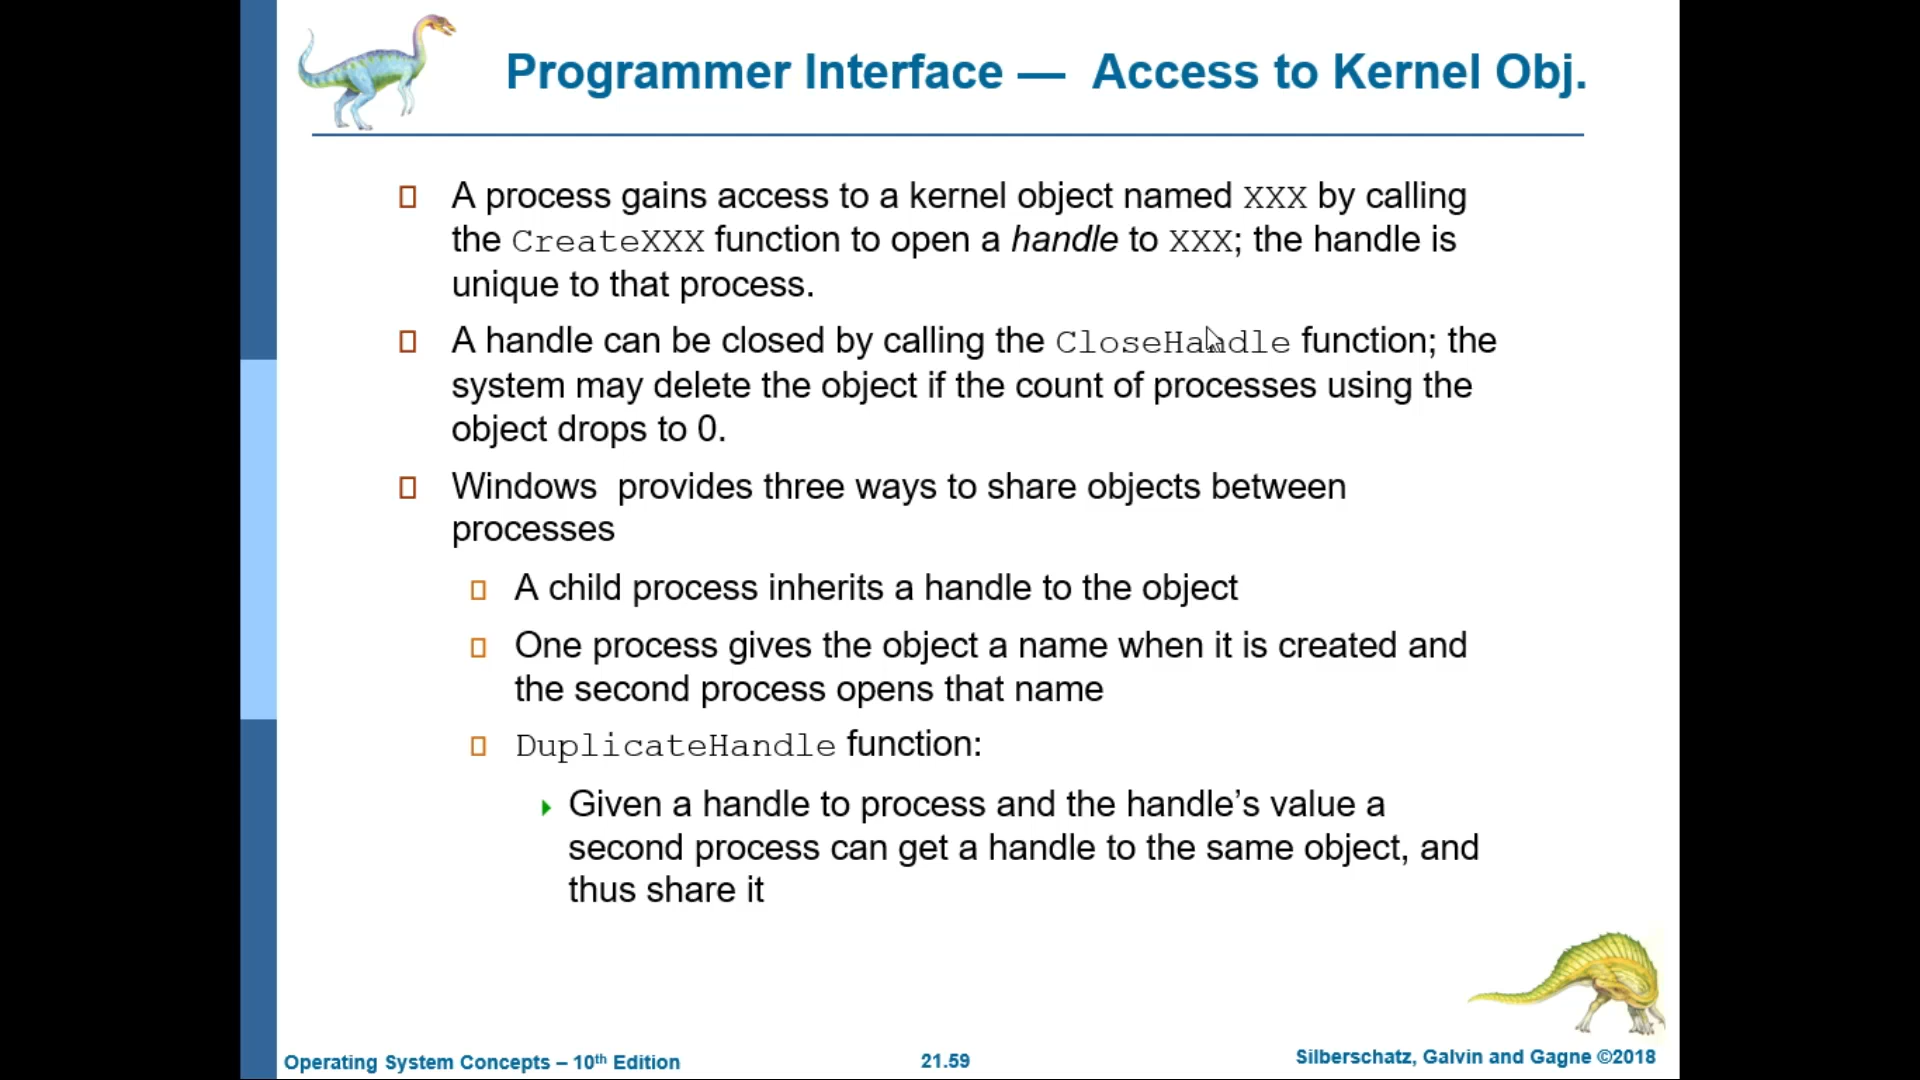 Programmer Interface — Access to Kernel Obj.
A process gains access to a kernel object named XXX by calling
the CreateXXX function to open a handle to XXX; the handle is
unique to that process.
A handle can be closed by calling the CloseHandle function; the
system may delete the object if the count of processes using the
object drops to 0.
Windows provides three ways to share objects between
processes
A child process inherits a handle to the object
One process gives the object a name when it is created and
the second process opens that name
DuplicateHandle function:
Given a handle to process and the handle’s value a
second process can get a handle to the same object, and
thus share it
Operating System Concepts – 10th Edition
21.59
Silberschatz, Galvin and Gagne ©2018